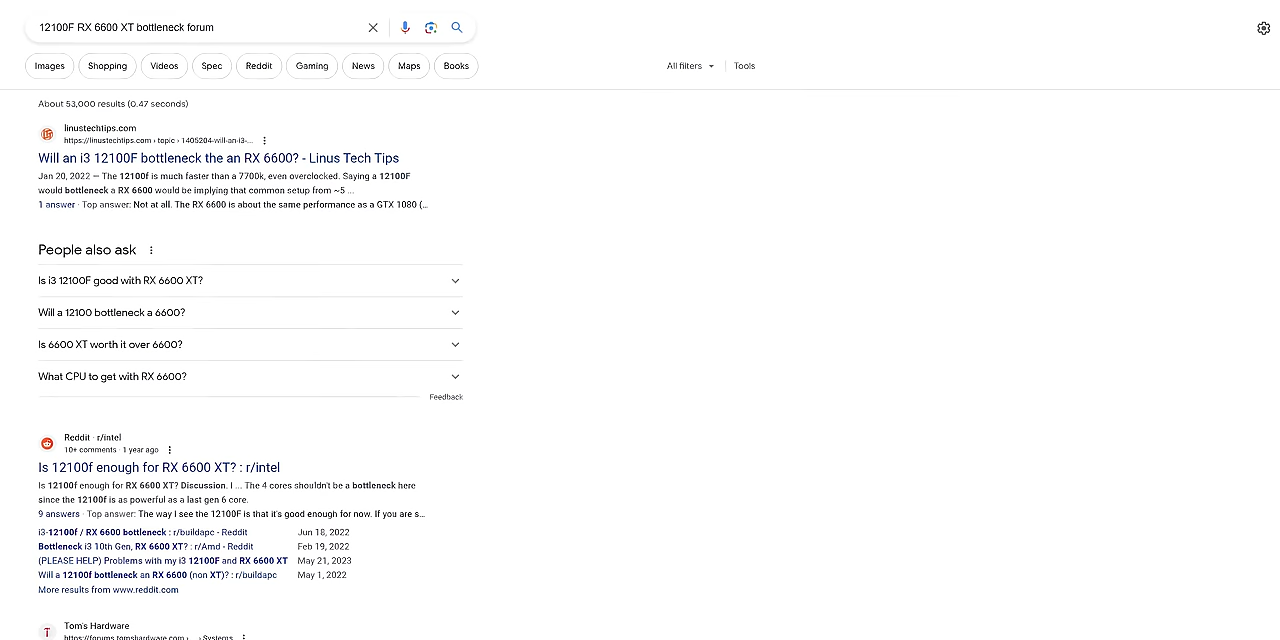 12100F RX 6600 XT bottleneck forum
Images Shopping Videos Spec Reddit Gaming News Maps Books
All filters Tools
About 53,000 results (0.47 seconds)
linustechtips.com
https://linustechtips.com › topic › 1405204-will-an-i3-...
Will an i3 12100F bottleneck the an RX 6600? - Linus Tech Tips
Jan 20, 2022 — The 12100f is much faster than a 7700k, even overclocked. Saying a 12100F
would bottleneck a RX 6600 would be implying that common setup from ~5 ...
1 answer · Top answer: Not at all. The RX 6600 is about the same performance as a GTX 1080 (...
People also ask
Is i3 12100F good with RX 6600 XT?
Will a 12100 bottleneck a 6600?
Is 6600 XT worth it over 6600?
What CPU to get with RX 6600?
Feedback
Reddit · r/intel
10+ comments · 1 year ago
Is 12100f enough for RX 6600 XT? : r/intel
Is 12100f enough for RX 6600 XT? Discussion. I ... The 4 cores shouldn't be a bottleneck here
since the 12100f is as powerful as a last gen 6 core.
9 answers · Top answer: The way I see the 12100F is that it's good enough for now. If you are s...
i3-12100f / RX 6600 bottleneck : r/buildapc - Reddit Jun 18, 2022
Bottleneck i3 10th Gen, RX 6600 XT? : r/Amd - Reddit Feb 19, 2022
(PLEASE HELP) Problems with my i3 12100F and RX 6600 XT May 21, 2023
Will a 12100f bottleneck an RX 6600 (non XT)? : r/buildapc May 1, 2022
More results from www.reddit.com
Tom's Hardware
https://forums.tomshardware.com › ... › Systems